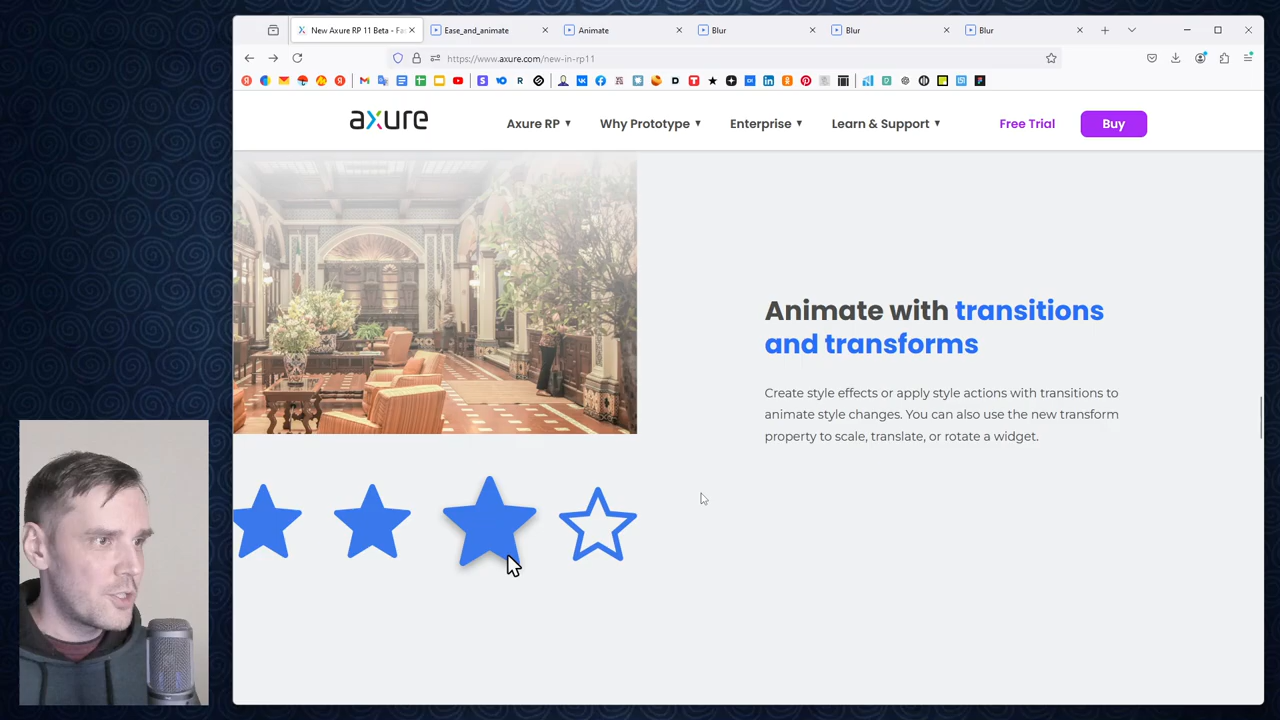 New Axure RP 11 Beta - Fa
Ease_and_animate
Animate
Blur
Blur
Blur
https://www.axure.com/new-in-rp11
axure
Axure RP
Why Prototype
Enterprise
Learn & Support
Free Trial
Buy
Animate with transitions
and transforms
Create style effects or apply style actions with transitions to
animate style changes. You can also use the new transform
property to scale, translate, or rotate a widget.